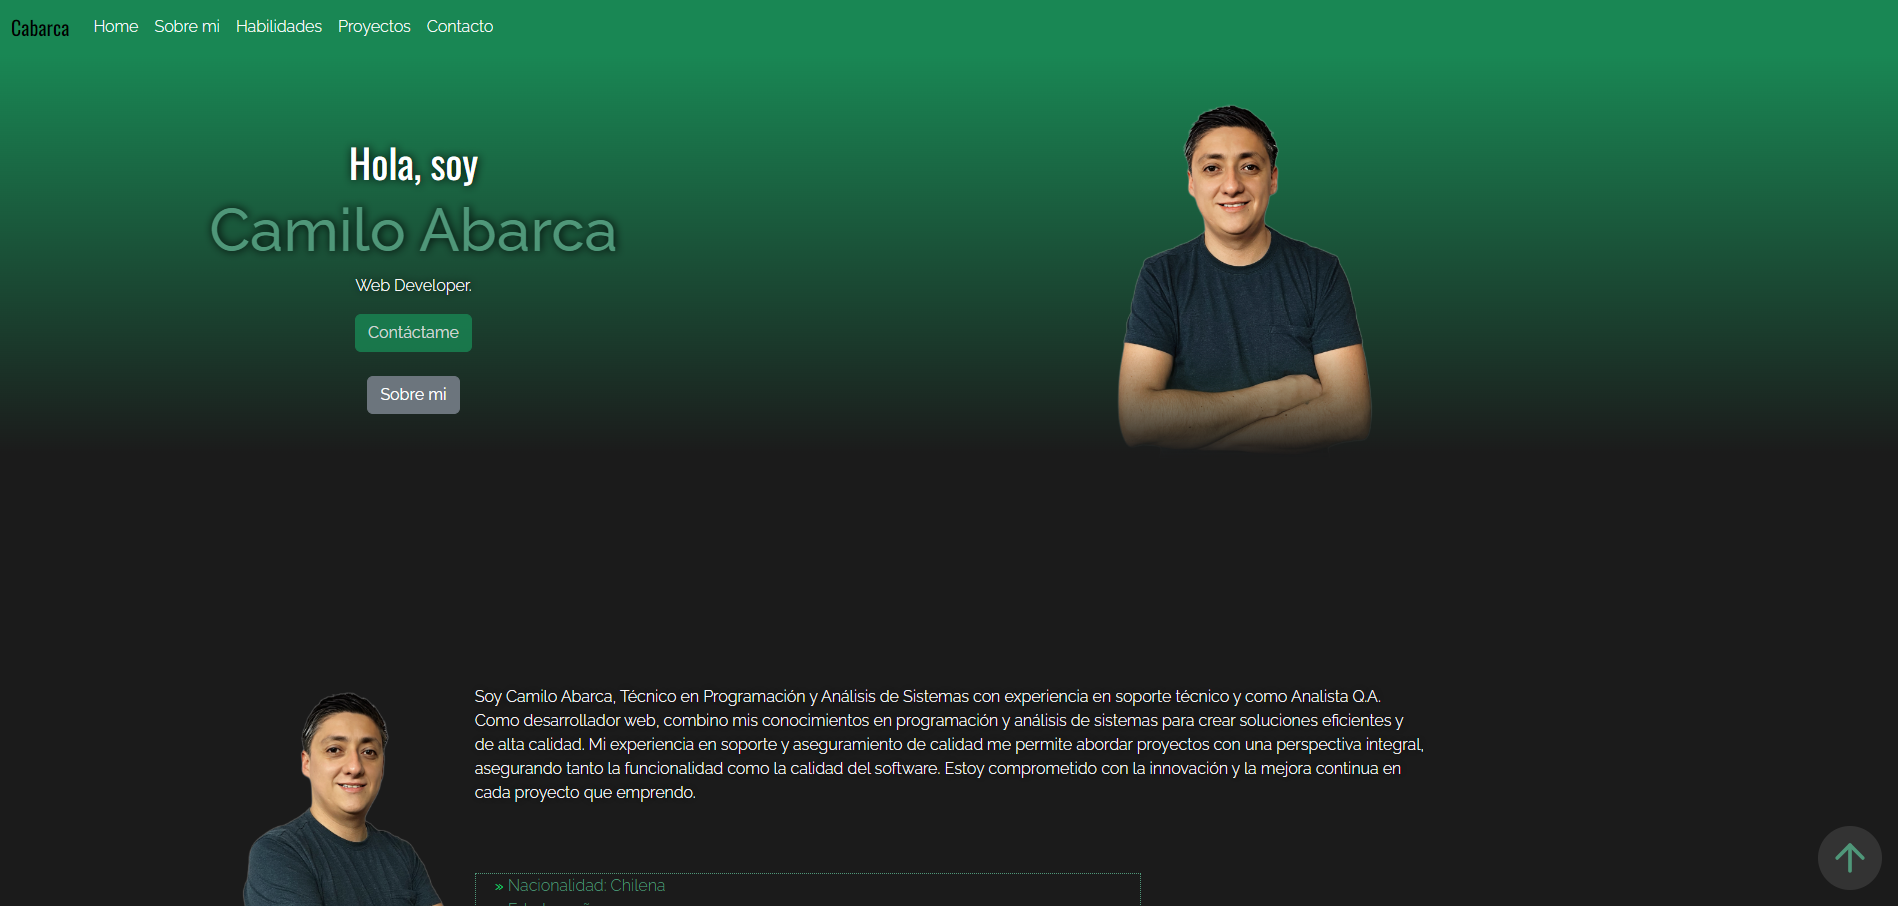 Cabarca Home Sobre mi Habilidades Proyectos Contacto
Hola, soy
Camilo Abarca
Web Developer.
Contáctame
Sobre mi
Soy Camilo Abarca, Técnico en Programación y Análisis de Sistemas con experiencia en soporte técnico y como Analista Q.A.
Como desarrollador web, combino mis conocimientos en programación y análisis de sistemas para crear soluciones eficientes y
de alta calidad. Mi experiencia en soporte y aseguramiento de calidad me permite abordar proyectos con una perspectiva integral,
asegurando tanto la funcionalidad como la calidad del software. Estoy comprometido con la innovación y la mejora continua en
cada proyecto que emprendo.
» Nacionalidad: Chilena